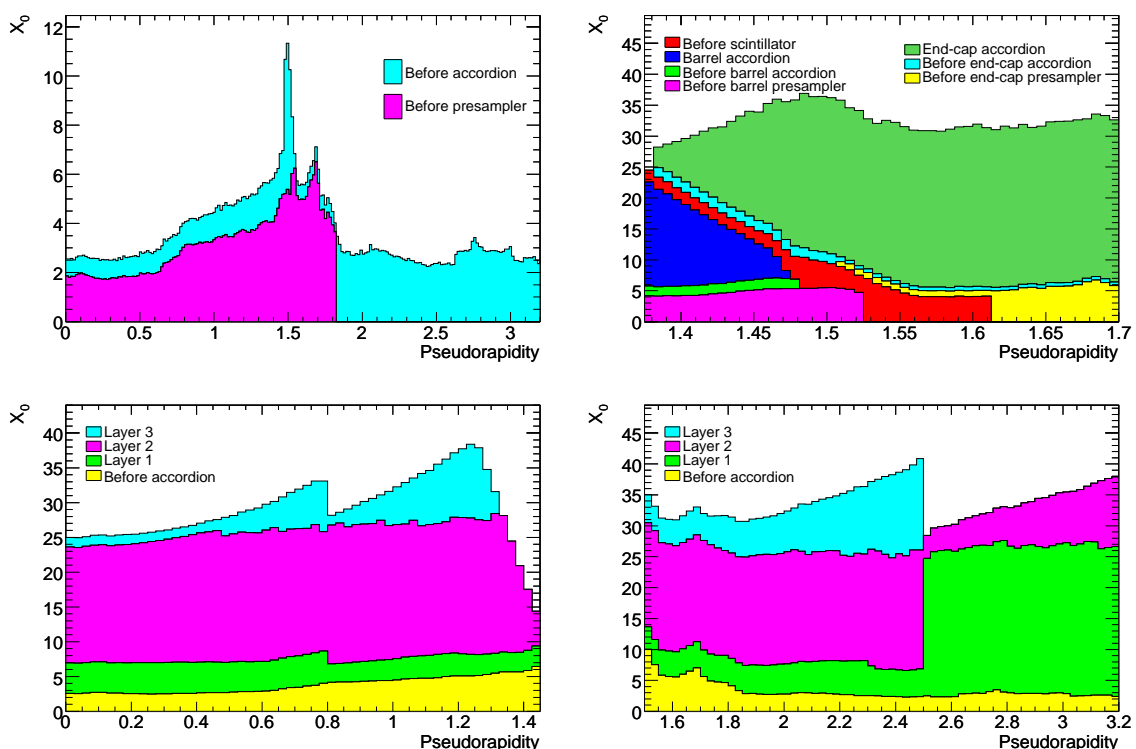 X0
12
10
8
6
4
2
0
Before accordion
Before presampler
0 0.5 1 1.5 2 2.5 3
Pseudorapidity
X0
45
40
35
30
25
20
15
10
5
0
Before scintillator
Barrel accordion
Before barrel accordion
Before barrel presampler
End-cap accordion
Before end-cap accordion
Before end-cap presampler
1.4 1.45 1.5 1.55 1.6 1.65 1.7
Pseudorapidity
X0
40
35
30
25
20
15
10
5
0
Layer 3
Layer 2
Layer 1
Before accordion
0 0.2 0.4 0.6 0.8 1 1.2 1.4
Pseudorapidity
X0
45
40
35
30
25
20
15
10
5
0
Layer 3
Layer 2
Layer 1
Before accordion
1.6 1.8 2 2.2 2.4 2.6 2.8 3 3.2
Pseudorapidity